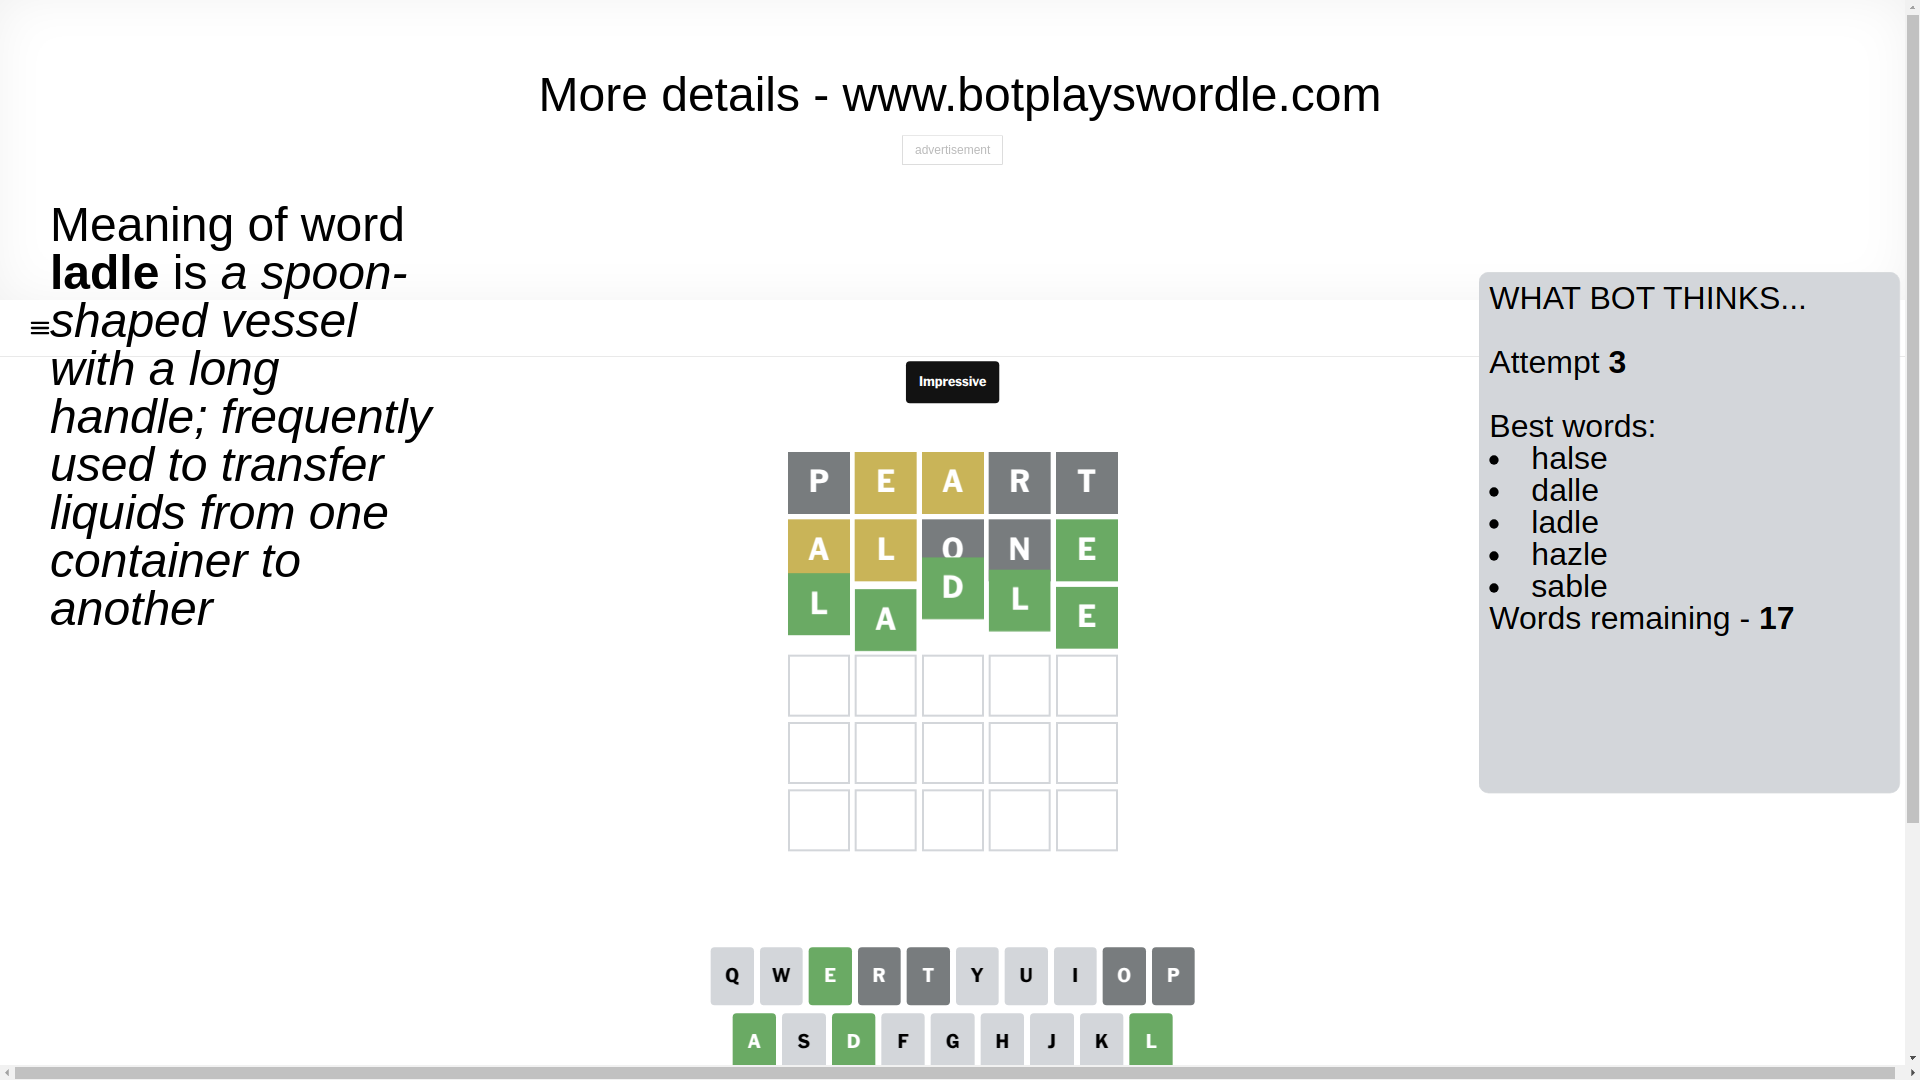 More details - www.botplayswordle.com
advertisement
Meaning of word
ladle is a spoon-
shaped vessel
with a long
handle; frequently
used to transfer
liquids from one
container to
another
Impressive
P E A R T
A L O N E
L A D L E
WHAT BOT THINKS...
Attempt 3
Best words:
• halse
• dalle
• ladle
• hazle
• sable
Words remaining - 17
Q W E R T Y U I O P
A S D F G H J K L